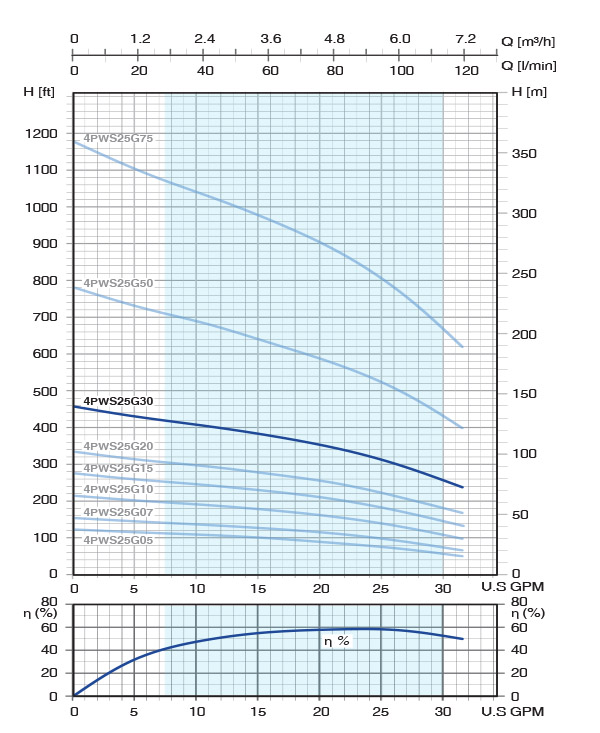 0 1.2 2.4 3.6 4.8 6.0 7.2 Q [m³/h]
0 20 40 60 80 100 120 Q [l/min]
H [ft] H [m]
1200
1100
1000
900
800
700
600
500
400
300
200
100
0
350
300
250
200
150
100
50
0
4PWS25G75
4PWS25G50
4PWS25G30
4PWS25G20
4PWS25G15
4PWS25G10
4PWS25G07
4PWS25G05
0 5 10 15 20 25 30 U.S GPM
80 80
η (%) η (%)
60 60
40 40
20 20
0 0
η %
0 5 10 15 20 25 30 U.S GPM